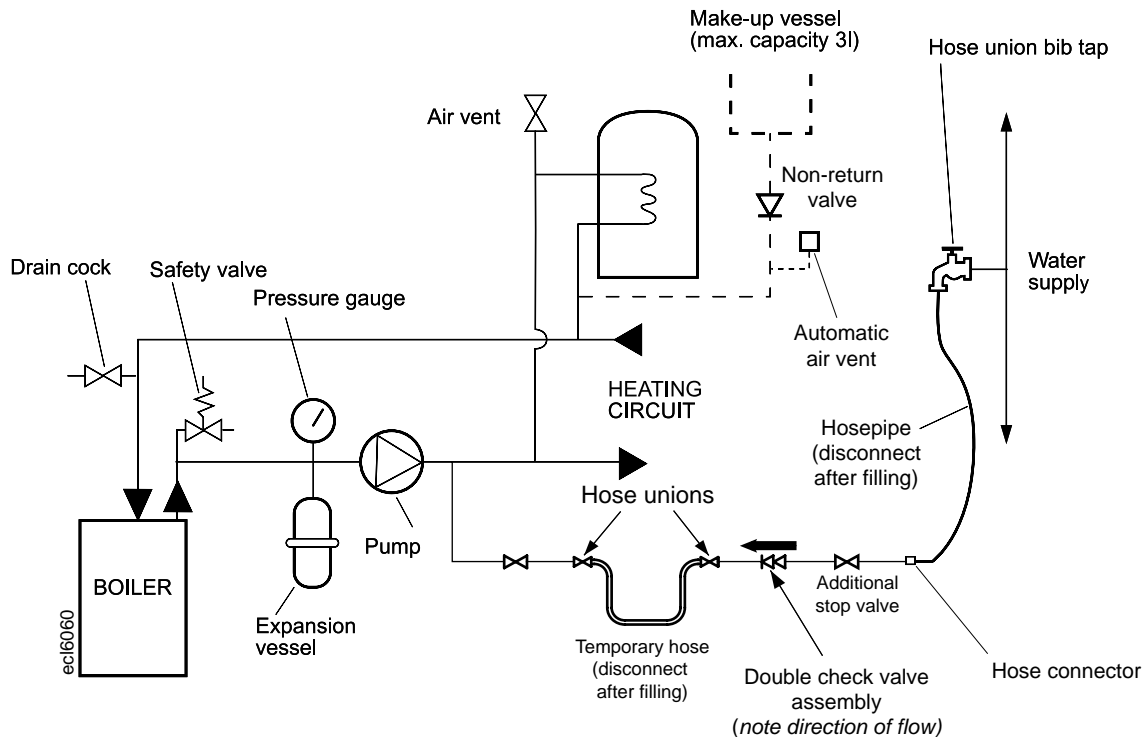 Make-up vessel
(max. capacity 3l)
Hose union bib tap
Air vent
Non-return
valve
Drain cock
Safety valve
Pressure gauge
Water
supply
Automatic
air vent
HEATING
CIRCUIT
Hosepipe
(disconnect
after filling)
Hose unions
Pump
BOILER
Additional
stop valve
Expansion
vessel
ecl6060
Temporary hose
(disconnect
after filling)
Double check valve
assembly
(note direction of flow)
Hose connector